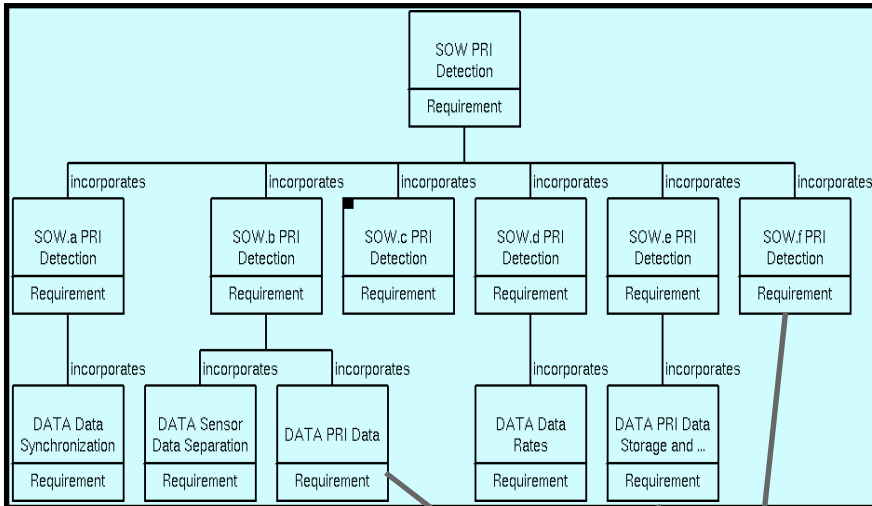 SOW PRI
Detection
Requirement
incorporates
incorporates
incorporates
incorporates
incorporates
incorporates
SOW.a PRI
Detection
Requirement
SOW.b PRI
Detection
Requirement
SOW.c PRI
Detection
Requirement
SOW.d PRI
Detection
Requirement
SOW.e PRI
Detection
Requirement
SOW.f PRI
Detection
Requirement
incorporates
incorporates
incorporates
incorporates
incorporates
DATA Data
Synchronization
Requirement
DATA Sensor
Data Separation
Requirement
DATA PRI Data
Requirement
DATA Data
Rates
Requirement
DATA PRI Data
Storage and ...
Requirement